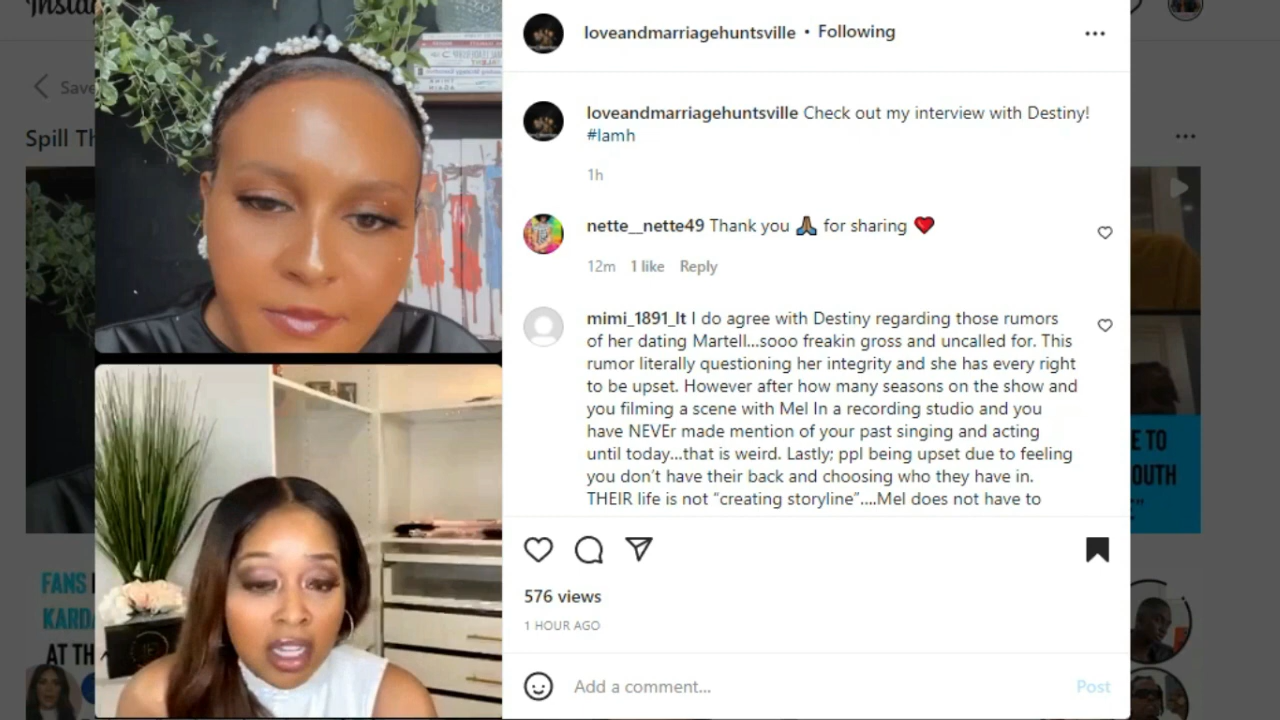 Save
Spill Th
loveandmarriagehuntsville • Following
loveandmarriagehuntsville Check out my interview with Destiny!
#lamh
1h
nette__nette49 Thank you 🙏🏾 for sharing ❤️
12m 1 like Reply
mimi_1891_lt I do agree with Destiny regarding those rumors
of her dating Martell...sooo freakin gross and uncalled for. This
rumor literally questioning her integrity and she has every right
to be upset. However after how many seasons on the show and
you filming a scene with Mel In a recording studio and you
have NEVEr made mention of your past singing and acting
until today...that is weird. Lastly; ppl being upset due to feeling
you don’t have their back and choosing who they have in.
THEIR life is not “creating storyline”....Mel does not have to
576 views
1 HOUR AGO
Add a comment...
Post
FANS
KARDA
AT TH
E TO
OUTH